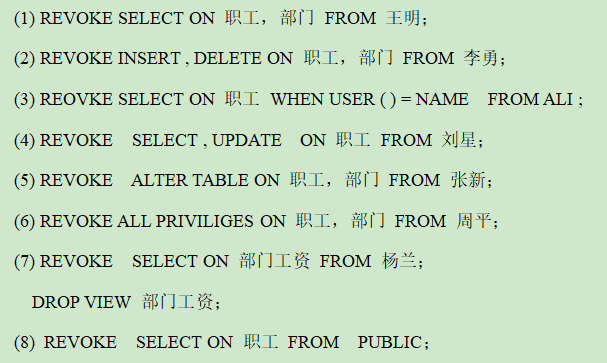 (1) REVOKE SELECT ON 职工，部门 FROM 王明；
(2) REVOKE INSERT , DELETE ON 职工，部门 FROM 李勇；
(3) REOVKE SELECT ON 职工 WHEN USER ( ) = NAME FROM ALI ;
(4) REVOKE SELECT , UPDATE ON 职工 FROM 刘星；
(5) REVOKE ALTER TABLE ON 职工，部门 FROM 张新；
(6) REVOKE ALL PRIVILIGES ON 职工，部门 FROM 周平；
(7) REVOKE SELECT ON 部门工资 FROM 杨兰；
DROP VIEW 部门工资；
(8) REVOKE SELECT ON 职工 FROM PUBLIC；